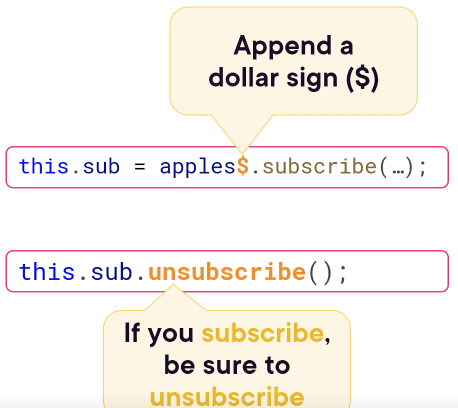 Append a
dollar sign ($)
this.sub = apples$.subscribe(…);
this.sub.unsubscribe();
If you subscribe,
be sure to
unsubscribe